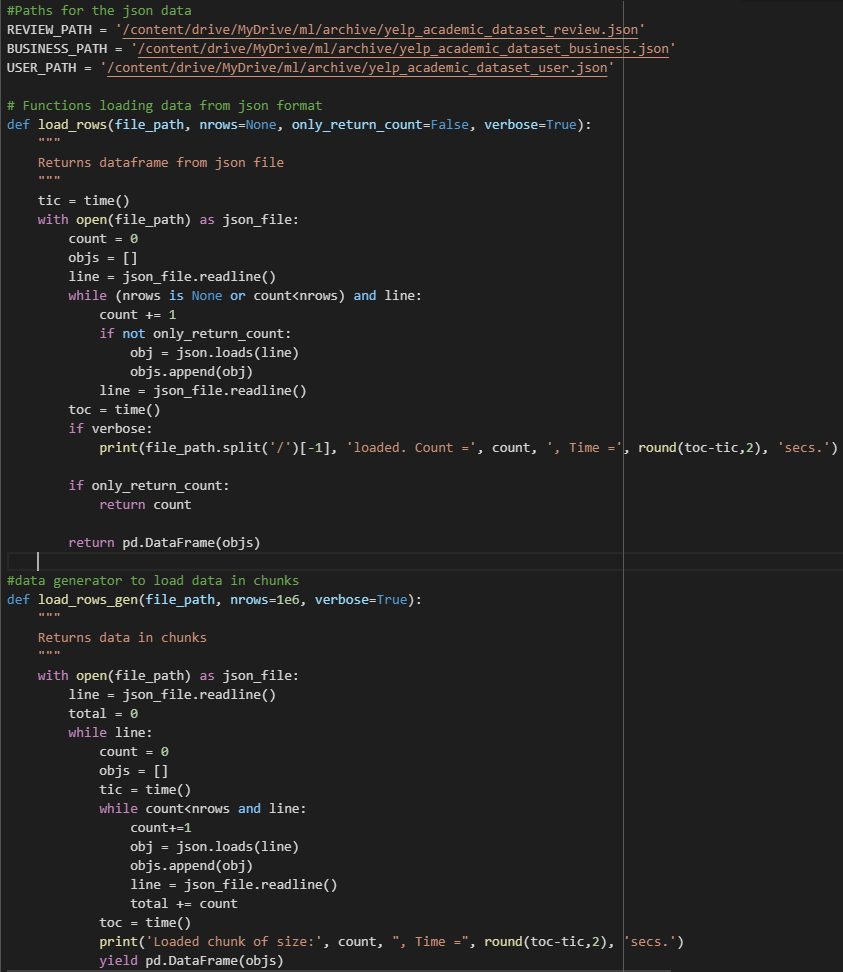 #Paths for the json data
REVIEW_PATH = '/content/drive/MyDrive/ml/archive/yelp_academic_dataset_review.json'
BUSINESS_PATH = '/content/drive/MyDrive/ml/archive/yelp_academic_dataset_business.json'
USER_PATH = '/content/drive/MyDrive/ml/archive/yelp_academic_dataset_user.json'

# Functions loading data from json format
def load_rows(file_path, nrows=None, only_return_count=False, verbose=True):
    """
    Returns dataframe from json file
    """
    tic = time()
    with open(file_path) as json_file:
        count = 0
        objs = []
        line = json_file.readline()
        while (nrows is None or count<nrows) and line:
            count += 1
            if not only_return_count:
                obj = json.loads(line)
                objs.append(obj)
            line = json_file.readline()
        toc = time()
        if verbose:
            print(file_path.split('/')[-1], 'loaded. Count =', count, ', Time =', round(toc-tic,2), 'secs.')

        if only_return_count:
            return count

        return pd.DataFrame(objs)

#data generator to load data in chunks
def load_rows_gen(file_path, nrows=1e6, verbose=True):
    """
    Returns data in chunks
    """
    with open(file_path) as json_file:
        line = json_file.readline()
        total = 0
        while line:
            count = 0
            objs = []
            tic = time()
            while count<nrows and line:
                count+=1
                obj = json.loads(line)
                objs.append(obj)
                line = json_file.readline()
                total += count
            toc = time()
            print('Loaded chunk of size:', count, ", Time =", round(toc-tic,2), 'secs.')
            yield pd.DataFrame(objs)